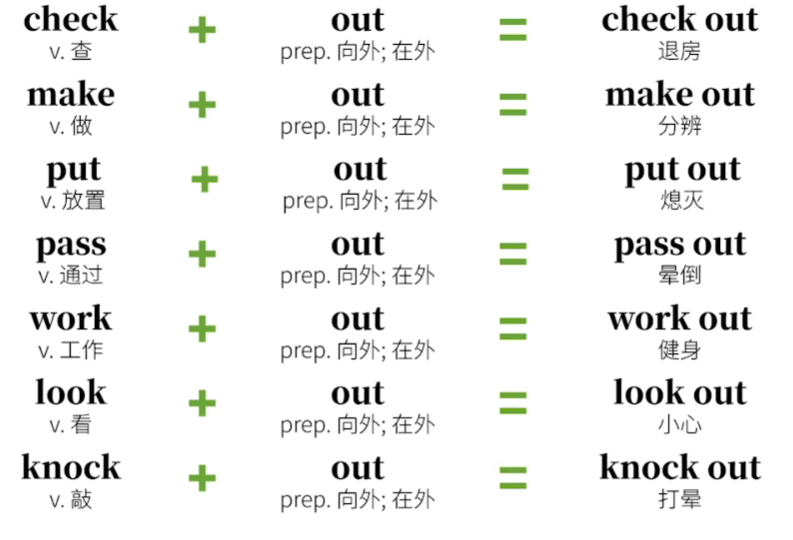 check + out = check out
v. 查 prep. 向外; 在外 退房
make + out = make out
v. 做 prep. 向外; 在外 分辨
put + out = put out
v. 放置 prep. 向外; 在外 熄灭
pass + out = pass out
v. 通过 prep. 向外; 在外 晕倒
work + out = work out
v. 工作 prep. 向外; 在外 健身
look + out = look out
v. 看 prep. 向外; 在外 小心
knock + out = knock out
v. 敲 prep. 向外; 在外 打晕